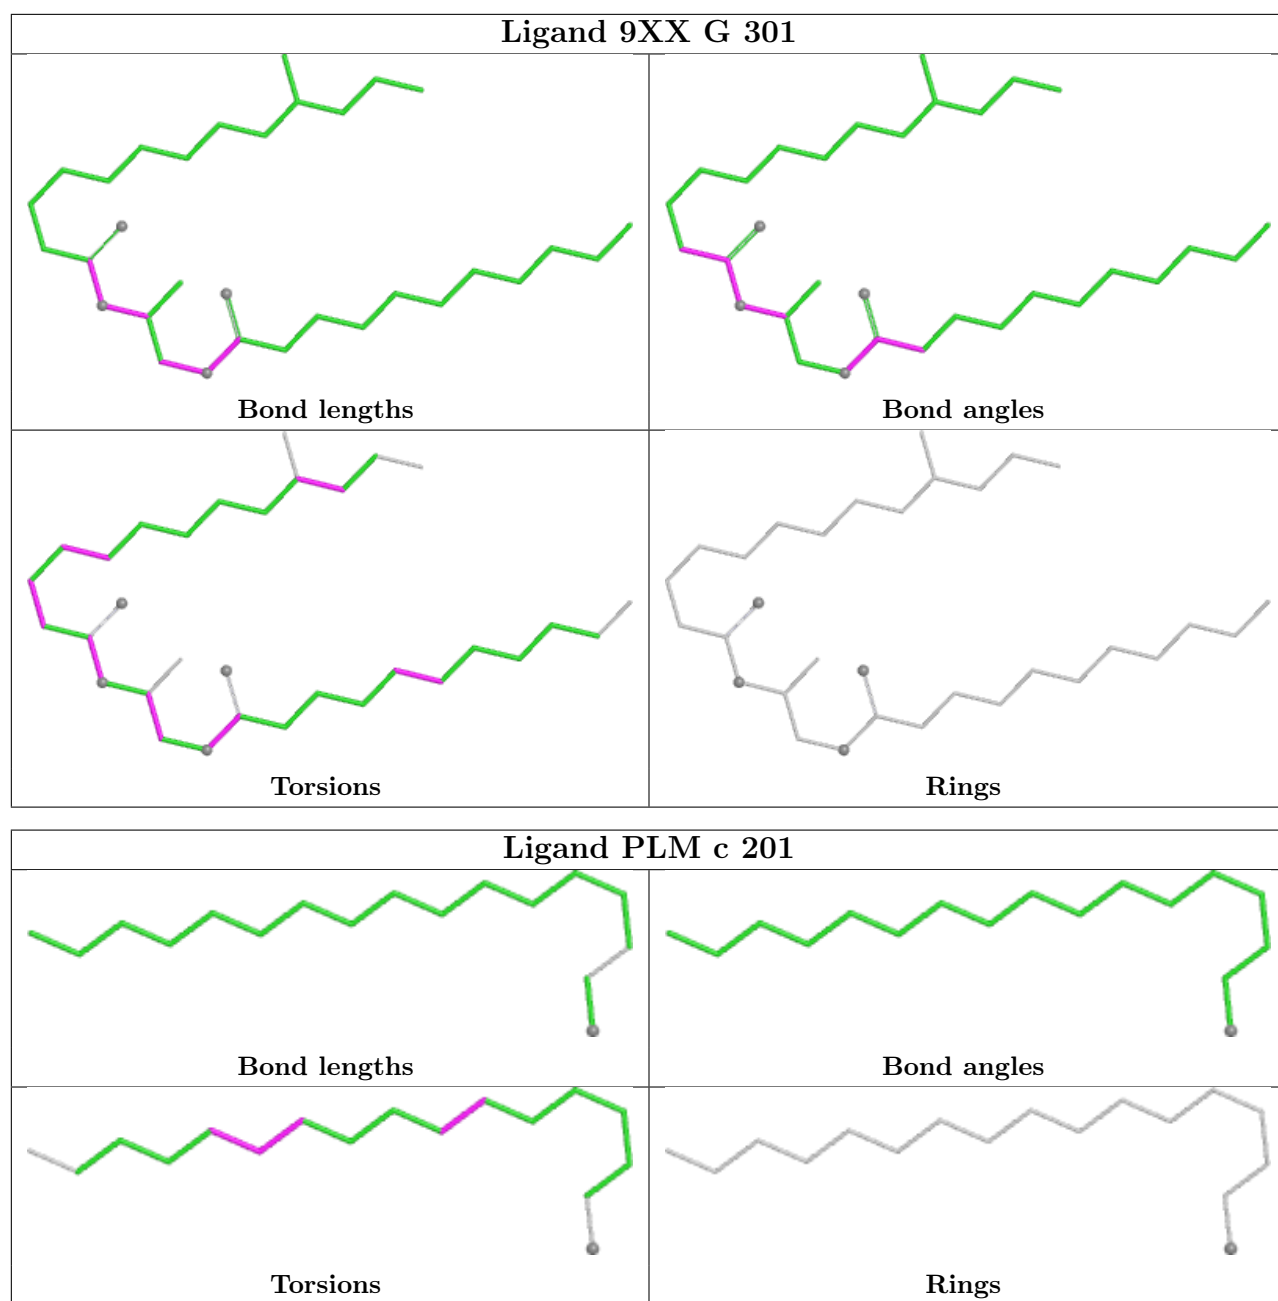 Ligand 9XX G 301
Bond lengths
Bond angles
Torsions
Rings
Ligand PLM c 201
Bond lengths
Bond angles
Torsions
Rings